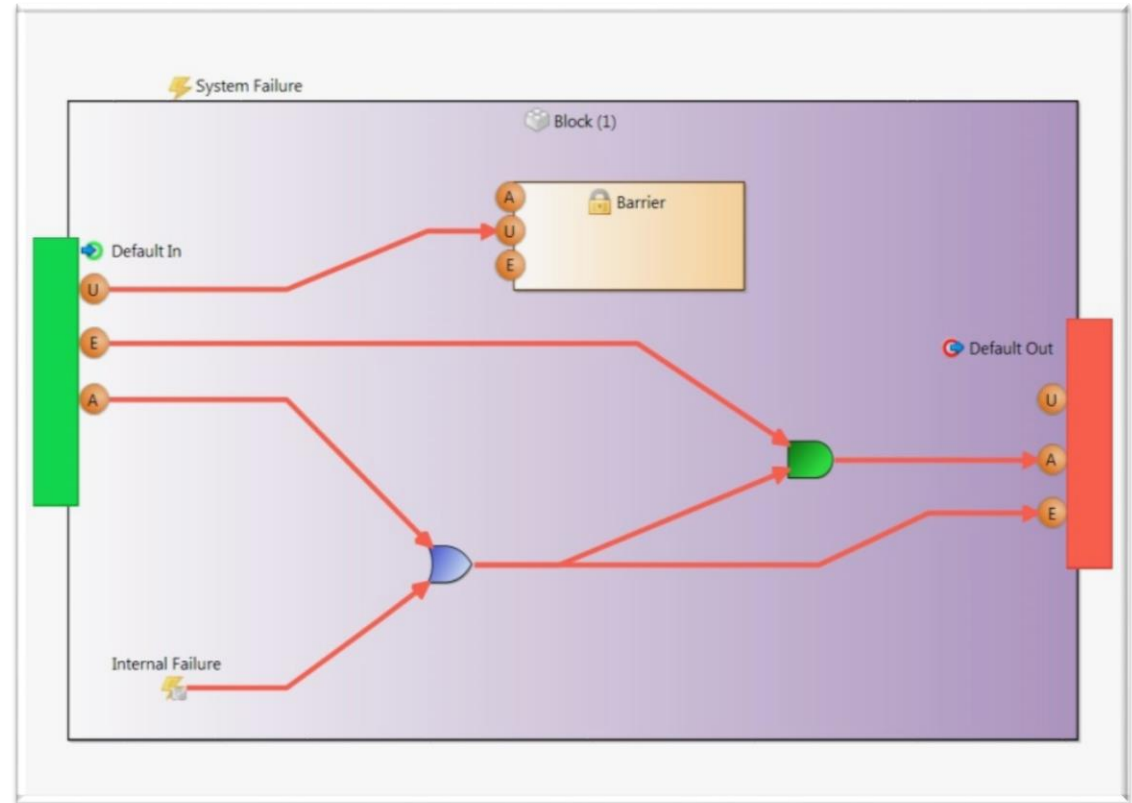 System Failure
Block (1)
A
Barrier
U
E
Default In
U
E
A
Default Out
U
A
E
Internal Failure